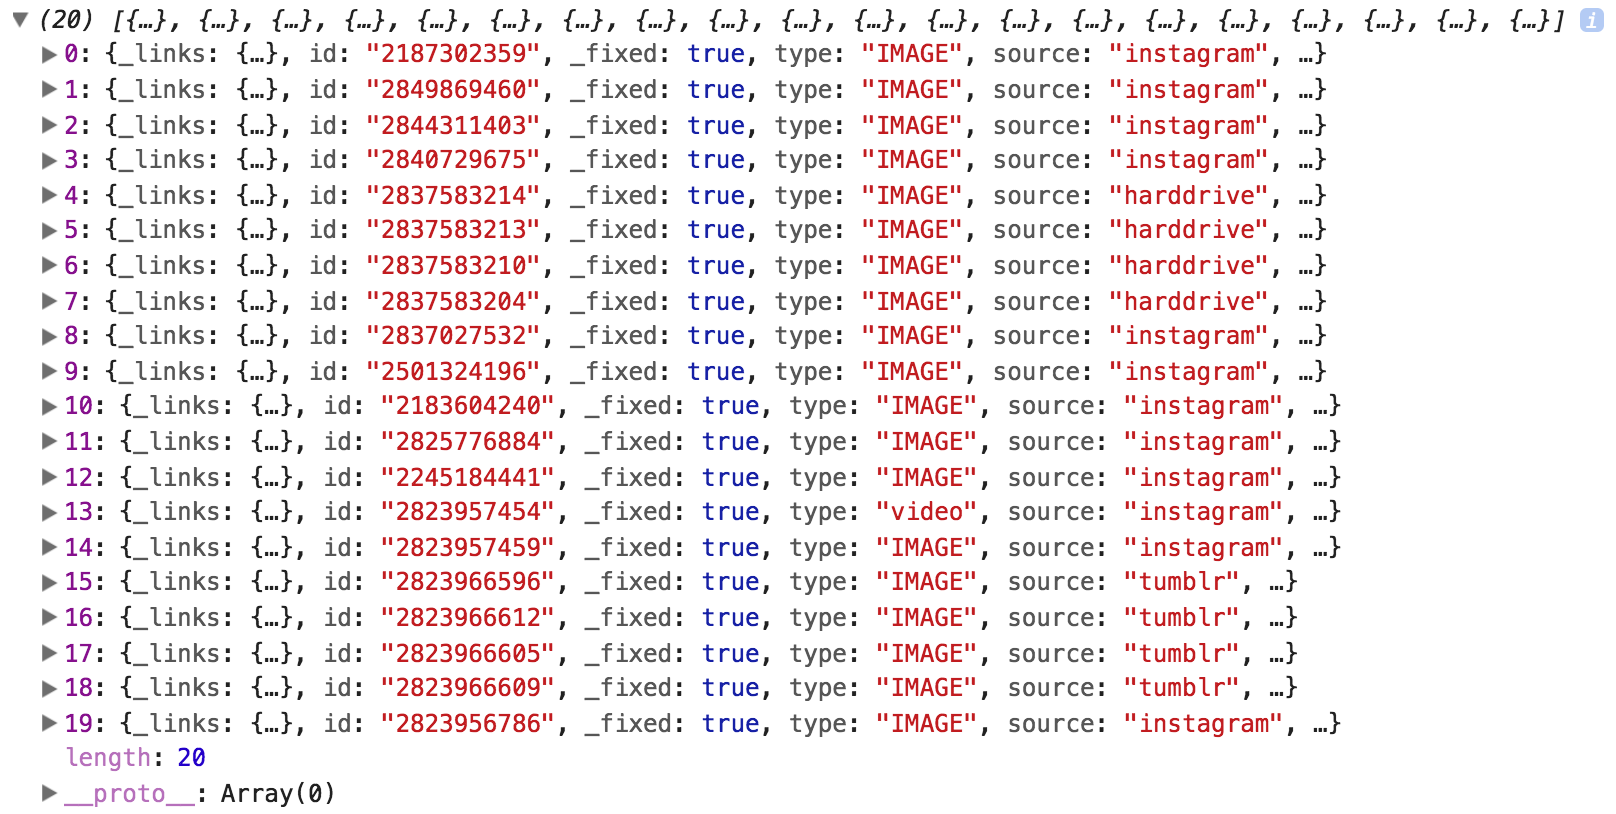 ▼(20) [{…}, {…}, {…}, {…}, {…}, {…}, {…}, {…}, {…}, {…}, {…}, {…}, {…}, {…}, {…}, {…}, {…}, {…}, {…}, {…}] i
▶0: {_links: {…}, id: "2187302359", _fixed: true, type: "IMAGE", source: "instagram", …}
▶1: {_links: {…}, id: "2849869460", _fixed: true, type: "IMAGE", source: "instagram", …}
▶2: {_links: {…}, id: "2844311403", _fixed: true, type: "IMAGE", source: "instagram", …}
▶3: {_links: {…}, id: "2840729675", _fixed: true, type: "IMAGE", source: "instagram", …}
▶4: {_links: {…}, id: "2837583214", _fixed: true, type: "IMAGE", source: "harddrive", …}
▶5: {_links: {…}, id: "2837583213", _fixed: true, type: "IMAGE", source: "harddrive", …}
▶6: {_links: {…}, id: "2837583210", _fixed: true, type: "IMAGE", source: "harddrive", …}
▶7: {_links: {…}, id: "2837583204", _fixed: true, type: "IMAGE", source: "harddrive", …}
▶8: {_links: {…}, id: "2837027532", _fixed: true, type: "IMAGE", source: "instagram", …}
▶9: {_links: {…}, id: "2501324196", _fixed: true, type: "IMAGE", source: "instagram", …}
▶10: {_links: {…}, id: "2183604240", _fixed: true, type: "IMAGE", source: "instagram", …}
▶11: {_links: {…}, id: "2825776884", _fixed: true, type: "IMAGE", source: "instagram", …}
▶12: {_links: {…}, id: "2245184441", _fixed: true, type: "IMAGE", source: "instagram", …}
▶13: {_links: {…}, id: "2823957454", _fixed: true, type: "video", source: "instagram", …}
▶14: {_links: {…}, id: "2823957459", _fixed: true, type: "IMAGE", source: "instagram", …}
▶15: {_links: {…}, id: "2823966596", _fixed: true, type: "IMAGE", source: "tumblr", …}
▶16: {_links: {…}, id: "2823966612", _fixed: true, type: "IMAGE", source: "tumblr", …}
▶17: {_links: {…}, id: "2823966605", _fixed: true, type: "IMAGE", source: "tumblr", …}
▶18: {_links: {…}, id: "2823966609", _fixed: true, type: "IMAGE", source: "tumblr", …}
▶19: {_links: {…}, id: "2823956786", _fixed: true, type: "IMAGE", source: "instagram", …}
length: 20
▶__proto__: Array(0)